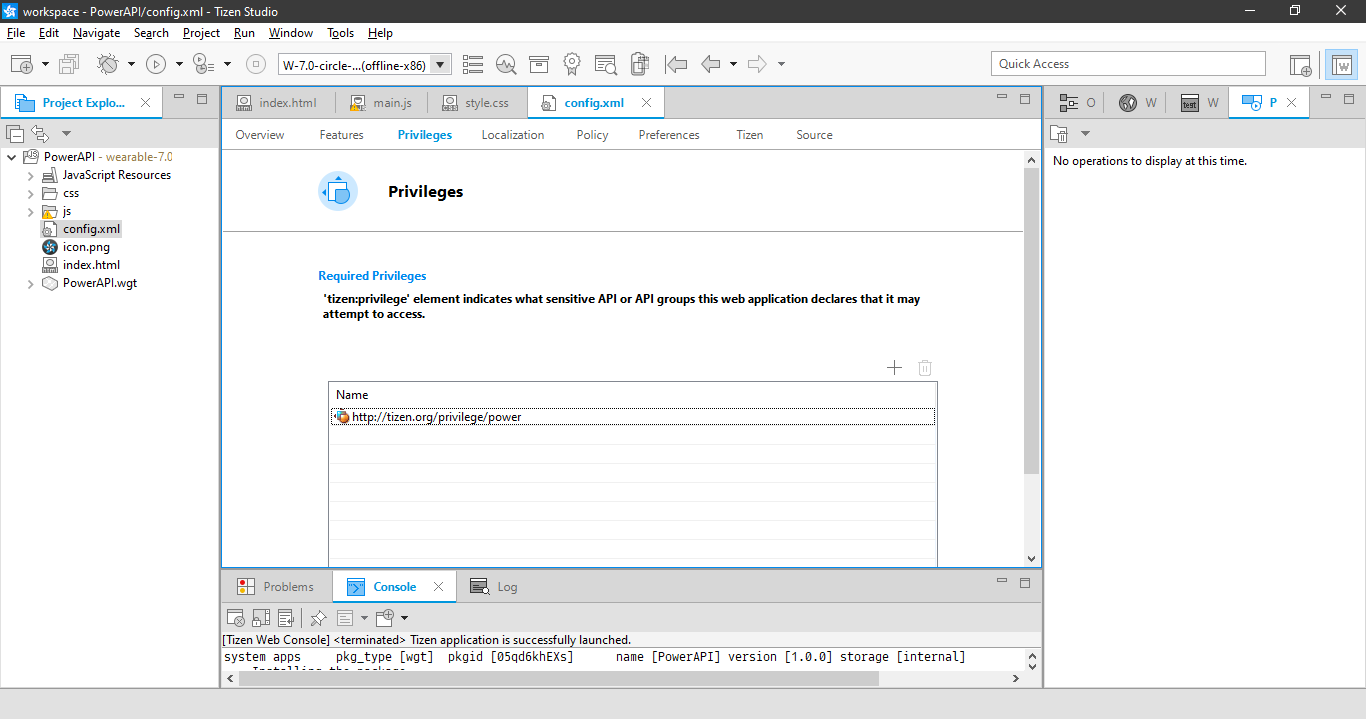 workspace - PowerAPI/config.xml - Tizen Studio
File Edit Navigate Search Project Run Window Tools Help
W-7.0-circle-...(offline-x86)
Quick Access
Project Explo...
index.html main.js style.css config.xml
O W W P
test
Overview Features Privileges Localization Policy Preferences Tizen Source
PowerAPI - wearable-7.0
JavaScript Resources
css
js
config.xml
icon.png
index.html
PowerAPI.wgt
Privileges
Required Privileges
'tizen:privilege' element indicates what sensitive API or API groups this web application declares that it may
attempt to access.
Name
http://tizen.org/privilege/power
No operations to display at this time.
Problems Console Log
[Tizen Web Console] <terminated> Tizen application is successfully launched.
system apps pkg_type [wgt] pkgid [05qd6khEXs] name [PowerAPI] version [1.0.0] storage [internal]
Installing the package